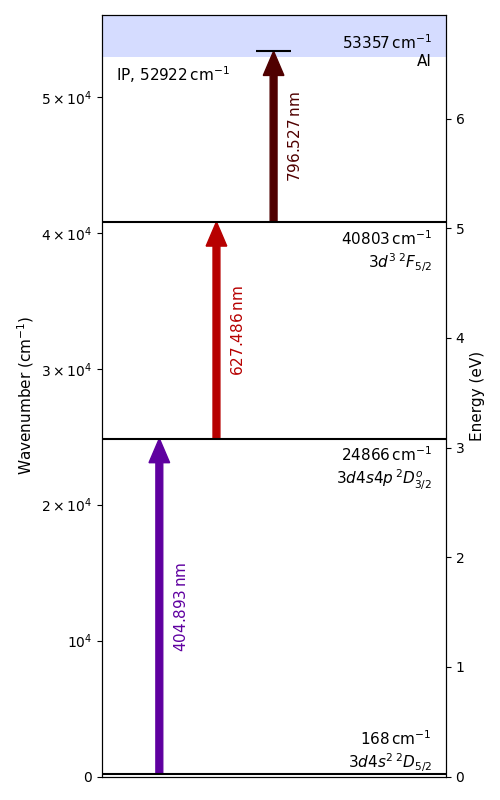 53357 cm⁻¹
AI
IP, 52922 cm⁻¹
5 × 10⁴
796.527 nm
6
4 × 10⁴
5
40803 cm⁻¹
3d³ ²F₅/₂
4
627.486 nm
3 × 10⁴
Wavenumber (cm⁻¹)
Energy (eV)
3
24866 cm⁻¹
3d4s4p ²Dᵒ₃/₂
2 × 10⁴
2
404.893 nm
10⁴
1
168 cm⁻¹
3d4s² ²D₅/₂
0
0